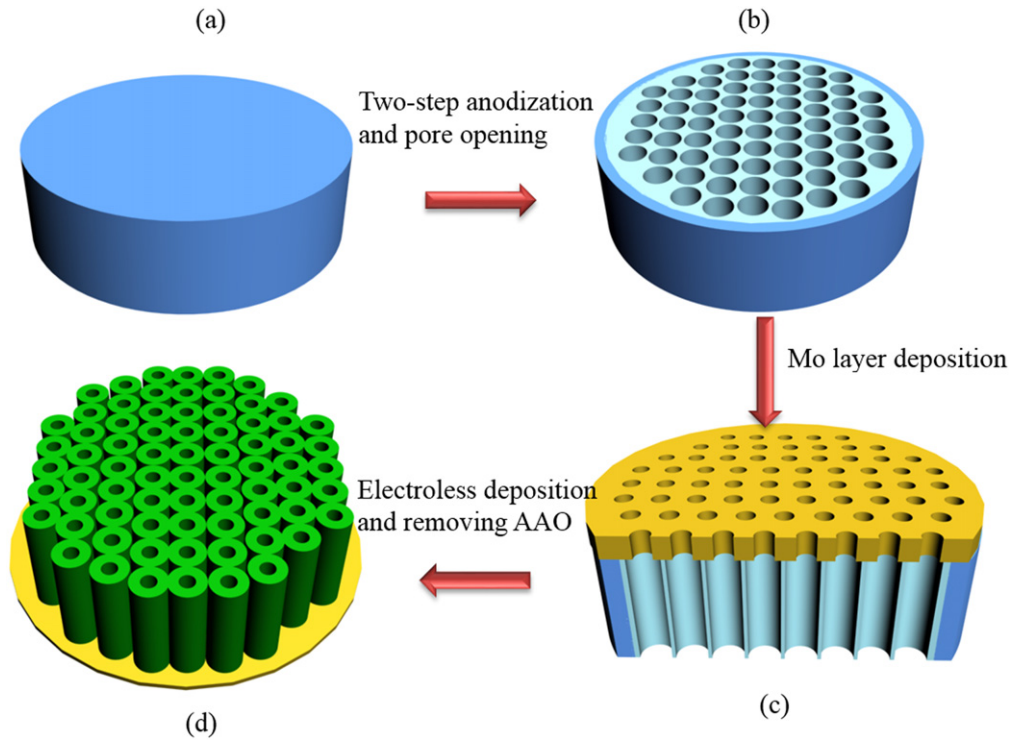 (a)
(b)
Two-step anodization
and pore opening
Mo layer deposition
Electroless deposition
and removing AAO
(c)
(d)